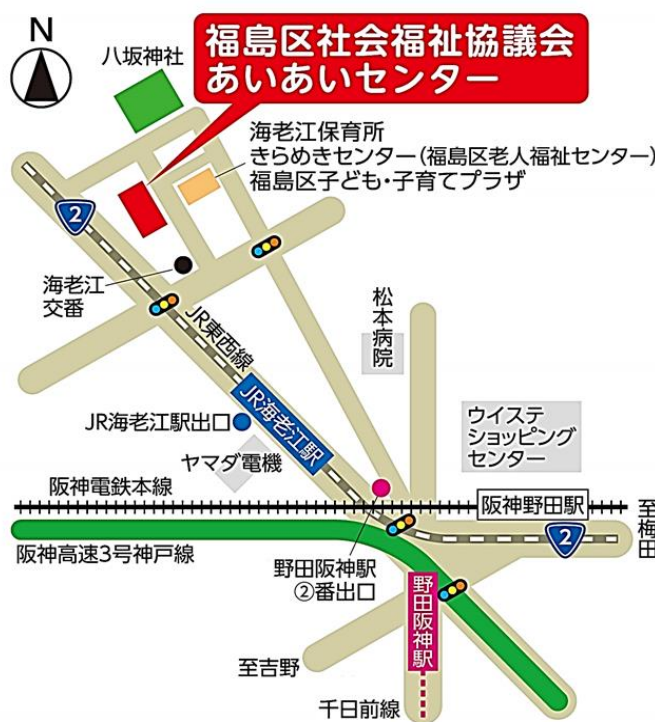 N
八坂神社
福島区社会福祉協議会
あいあいセンター
海老江保育所
きらめきセンター(福島区老人福祉センター)
福島区子ども・子育てプラザ
2
海老江
交番
JR東西線
松本病院
JR海老江駅
JR海老江駅出口
ヤマダ電機
ウイステ
ショッピング
センター
阪神電鉄本線
阪神野田駅
至梅田
阪神高速3号神戸線
2
野田阪神駅
②番出口
野田阪神駅
至吉野
千日前線